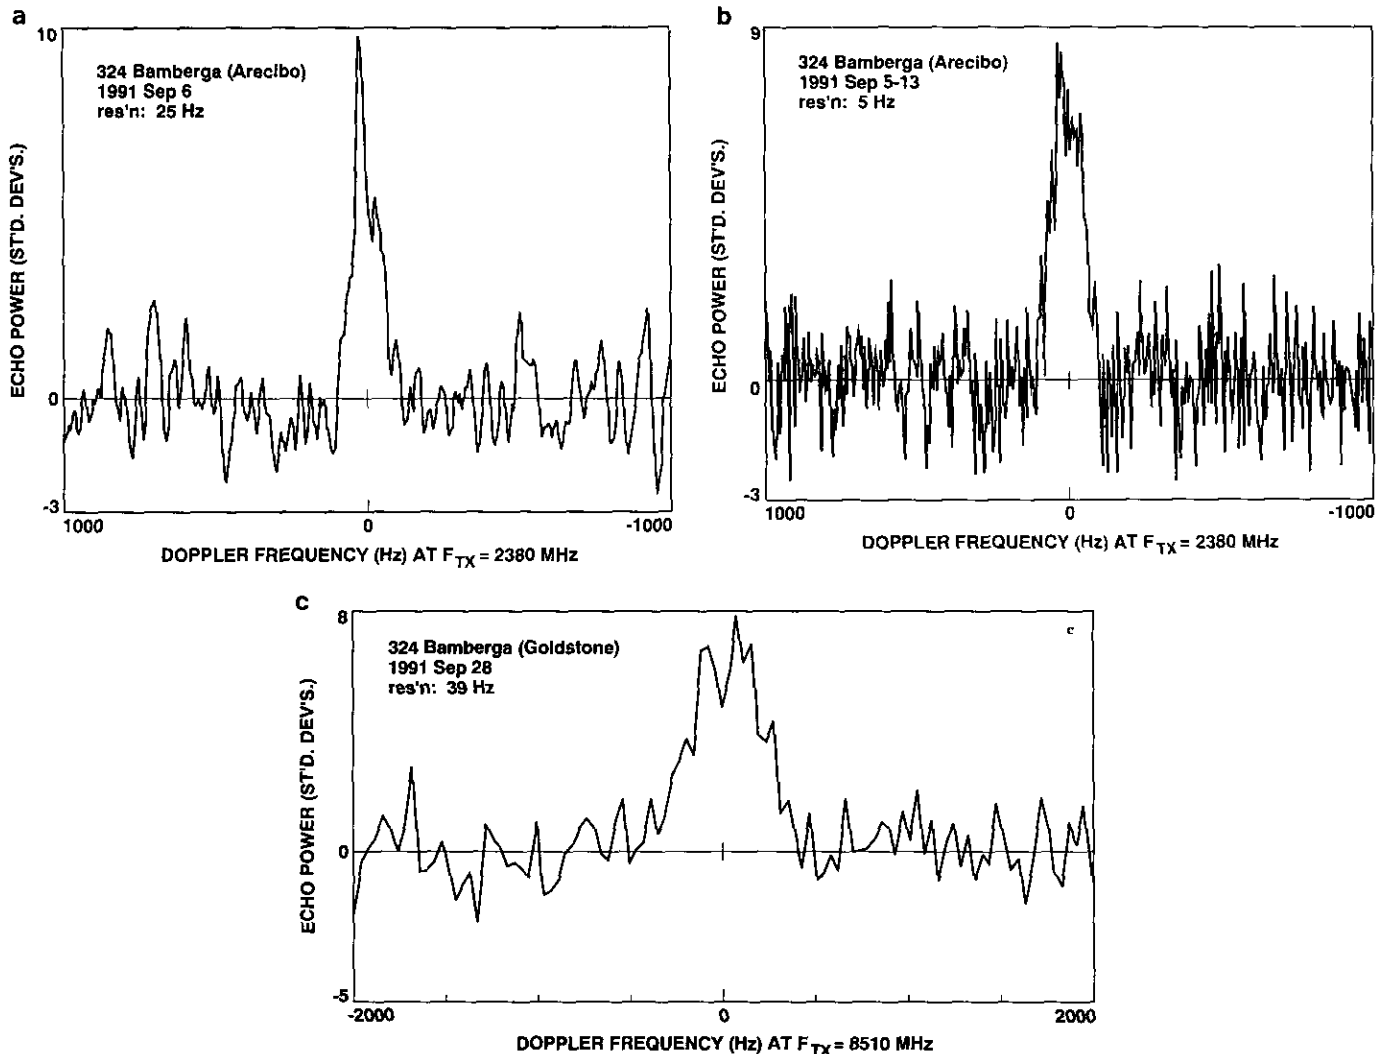 a
10
324 Bamberga (Arecibo)
1991 Sep 6
res'n: 25 Hz
ECHO POWER (ST'D. DEV'S.)
0
-3
1000
0
-1000
DOPPLER FREQUENCY (Hz) AT FTX = 2380 MHz
b
9
324 Bamberga (Arecibo)
1991 Sep 5-13
res'n: 5 Hz
ECHO POWER (ST'D. DEV'S.)
0
-3
1000
0
-1000
DOPPLER FREQUENCY (Hz) AT FTX = 2380 MHz
c
8
324 Bamberga (Goldstone)
1991 Sep 28
res'n: 39 Hz
c
ECHO POWER (ST'D. DEV'S.)
0
-5
-2000
0
2000
DOPPLER FREQUENCY (Hz) AT FTX = 8510 MHz